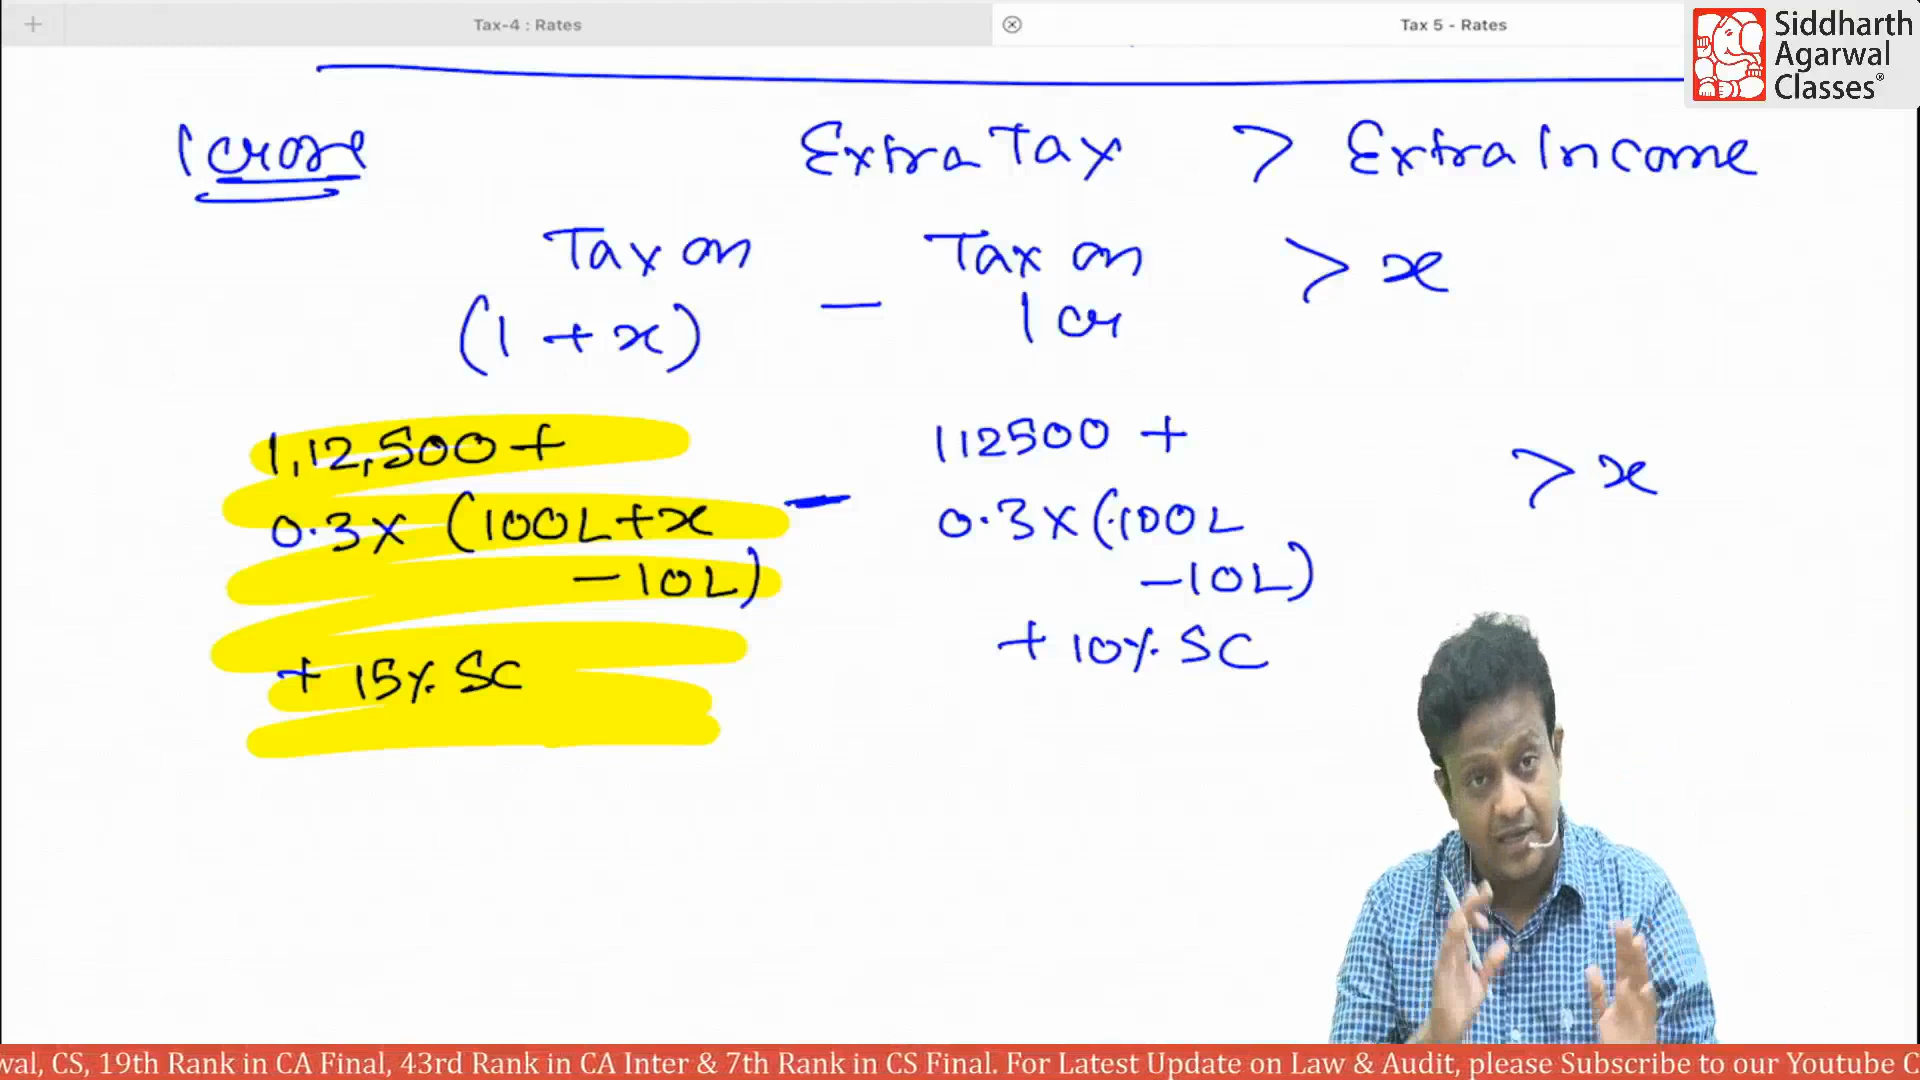 Tax-4 : Rates
Tax 5 - Rates
Siddharth
Agarwal
Classes®
1 crore
Extra Tax > Extra Income
Tax on - Tax on > x
(1 + x) 1 cr
1,12,500 + 112500 +
0.3 x (100L + x - 0.3 x (100L > x
- 10L) - 10L)
+ 15% SC + 10% SC
wal, CS, 19th Rank in CA Final, 43rd Rank in CA Inter & 7th Rank in CS Final. For Latest Update on Law & Audit, please Subscribe to our Youtube C